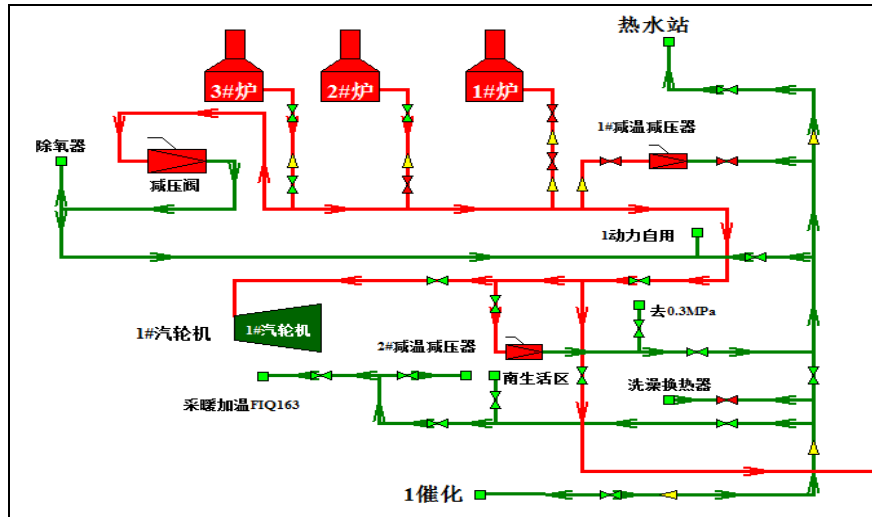 热水站
3#炉
2#炉
1#炉
1#减温减压器
除氧器
减压阀
1动力自用
去0.3MPa
1#汽轮机
1#汽轮机
2#减温减压器
南生活区
洗澡换热器
采暖加温FIQ163
1催化